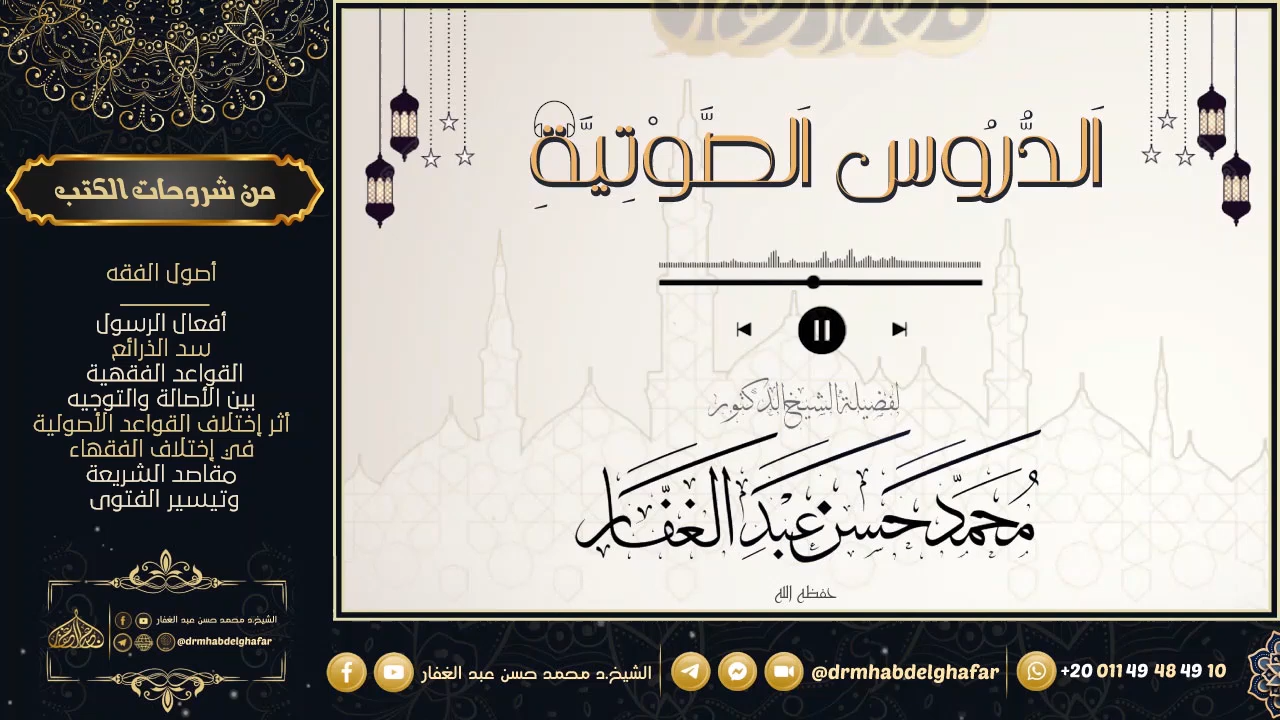 الدُّرُوس الصَّوْتِيَّةِ
لفضيلة الشيخ الدكتور
مُحَمَّد حَسَن عَبْدِ الغَفَّار
حفظه الله
من شروحات الكتب
أصول الفقه
أفعال الرسول
سد الذرائع
القواعد الفقهية
بين الأصالة والتوجيه
أثر إختلاف القواعد الأصولية
في إختلاف الفقهاء
مقاصد الشريعة
وتيسير الفتوى
الشيخ.د محمد حسن عبد الغفار
@drmhabdelghafar
الشيخ.د محمد حسن عبد الغفار
@drmhabdelghafar
+20 011 49 48 49 10